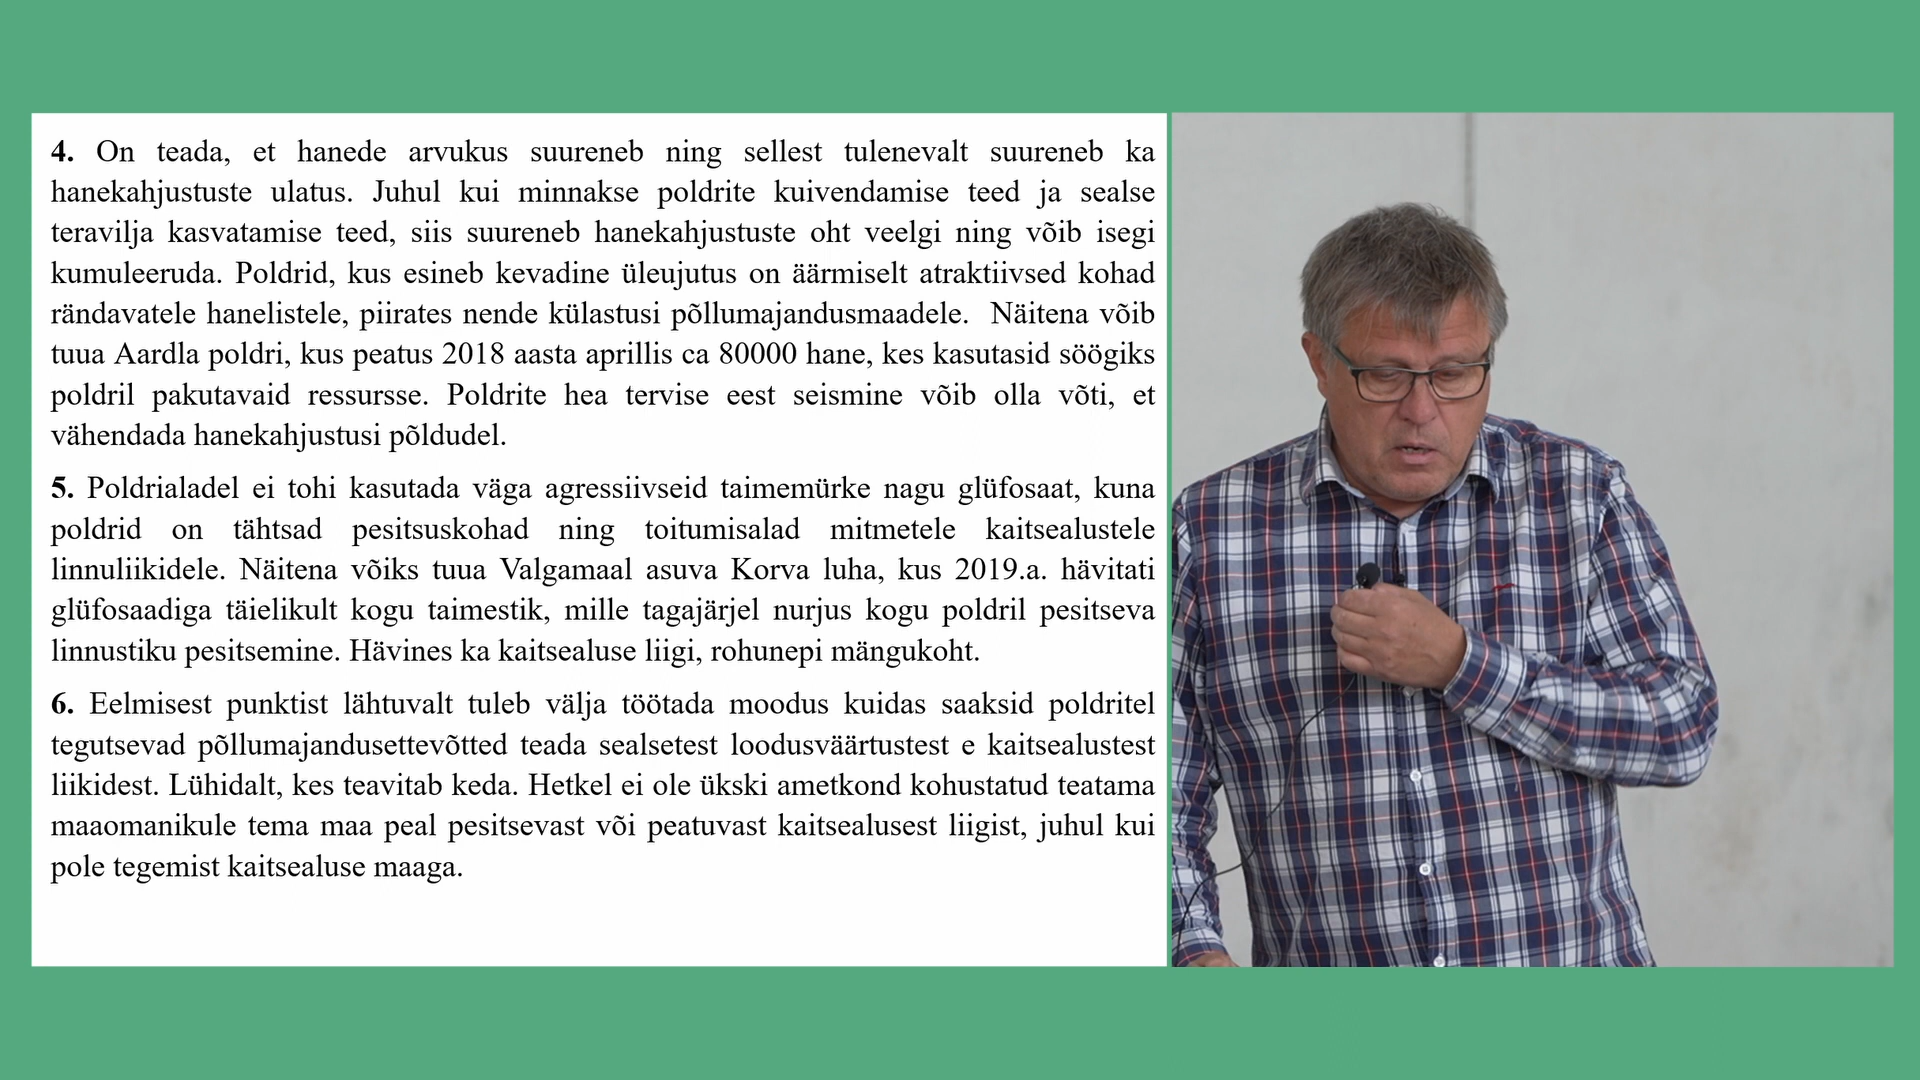 4. On teada, et hanede arvukus suureneb ning sellest tulenevalt suureneb ka
hanekahjustuste ulatus. Juhul kui minnakse poldrite kuivendamise teed ja sealse
teravilja kasvatamise teed, siis suureneb hanekahjustuste oht veelgi ning võib isegi
kumuleeruda. Poldrid, kus esineb kevadine üleujutus on äärmiselt atraktiivsed kohad
rändavatele hanelistele, piirates nende külastusi põllumajandusmaadele. Näitena võib
tuua Aardla poldri, kus peatus 2018 aasta aprillis ca 80000 hane, kes kasutasid söögiks
poldril pakutavaid ressursse. Poldrite hea tervise eest seismine võib olla võti, et
vähendada hanekahjustusi põldudel.
5. Poldrialadel ei tohi kasutada väga agressiivseid taimemürke nagu glüfosaat, kuna
poldrid on tähtsad pesitsuskohad ning toitumisalad mitmetele kaitsealustele
linnuliikidele. Näitena võiks tuua Valgamaal asuva Korva luha, kus 2019.a. hävitati
glüfosaadiga täielikult kogu taimestik, mille tagajärjel nurjus kogu poldril pesitseva
linnustiku pesitsemine. Hävines ka kaitsealuse liigi, rohunepi mängukoht.
6. Eelmisest punktist lähtuvalt tuleb välja töötada moodus kuidas saaksid poldritel
tegutsevad põllumajandusettevõtted teada sealsetest loodusväärtustest e kaitsealustest
liikidest. Lühidalt, kes teavitab keda. Hetkel ei ole ükski ametkond kohustatud teatama
maaomanikule tema maa peal pesitsevast või peatuvast kaitsealusest liigist, juhul kui
pole tegemist kaitsealuse maaga.